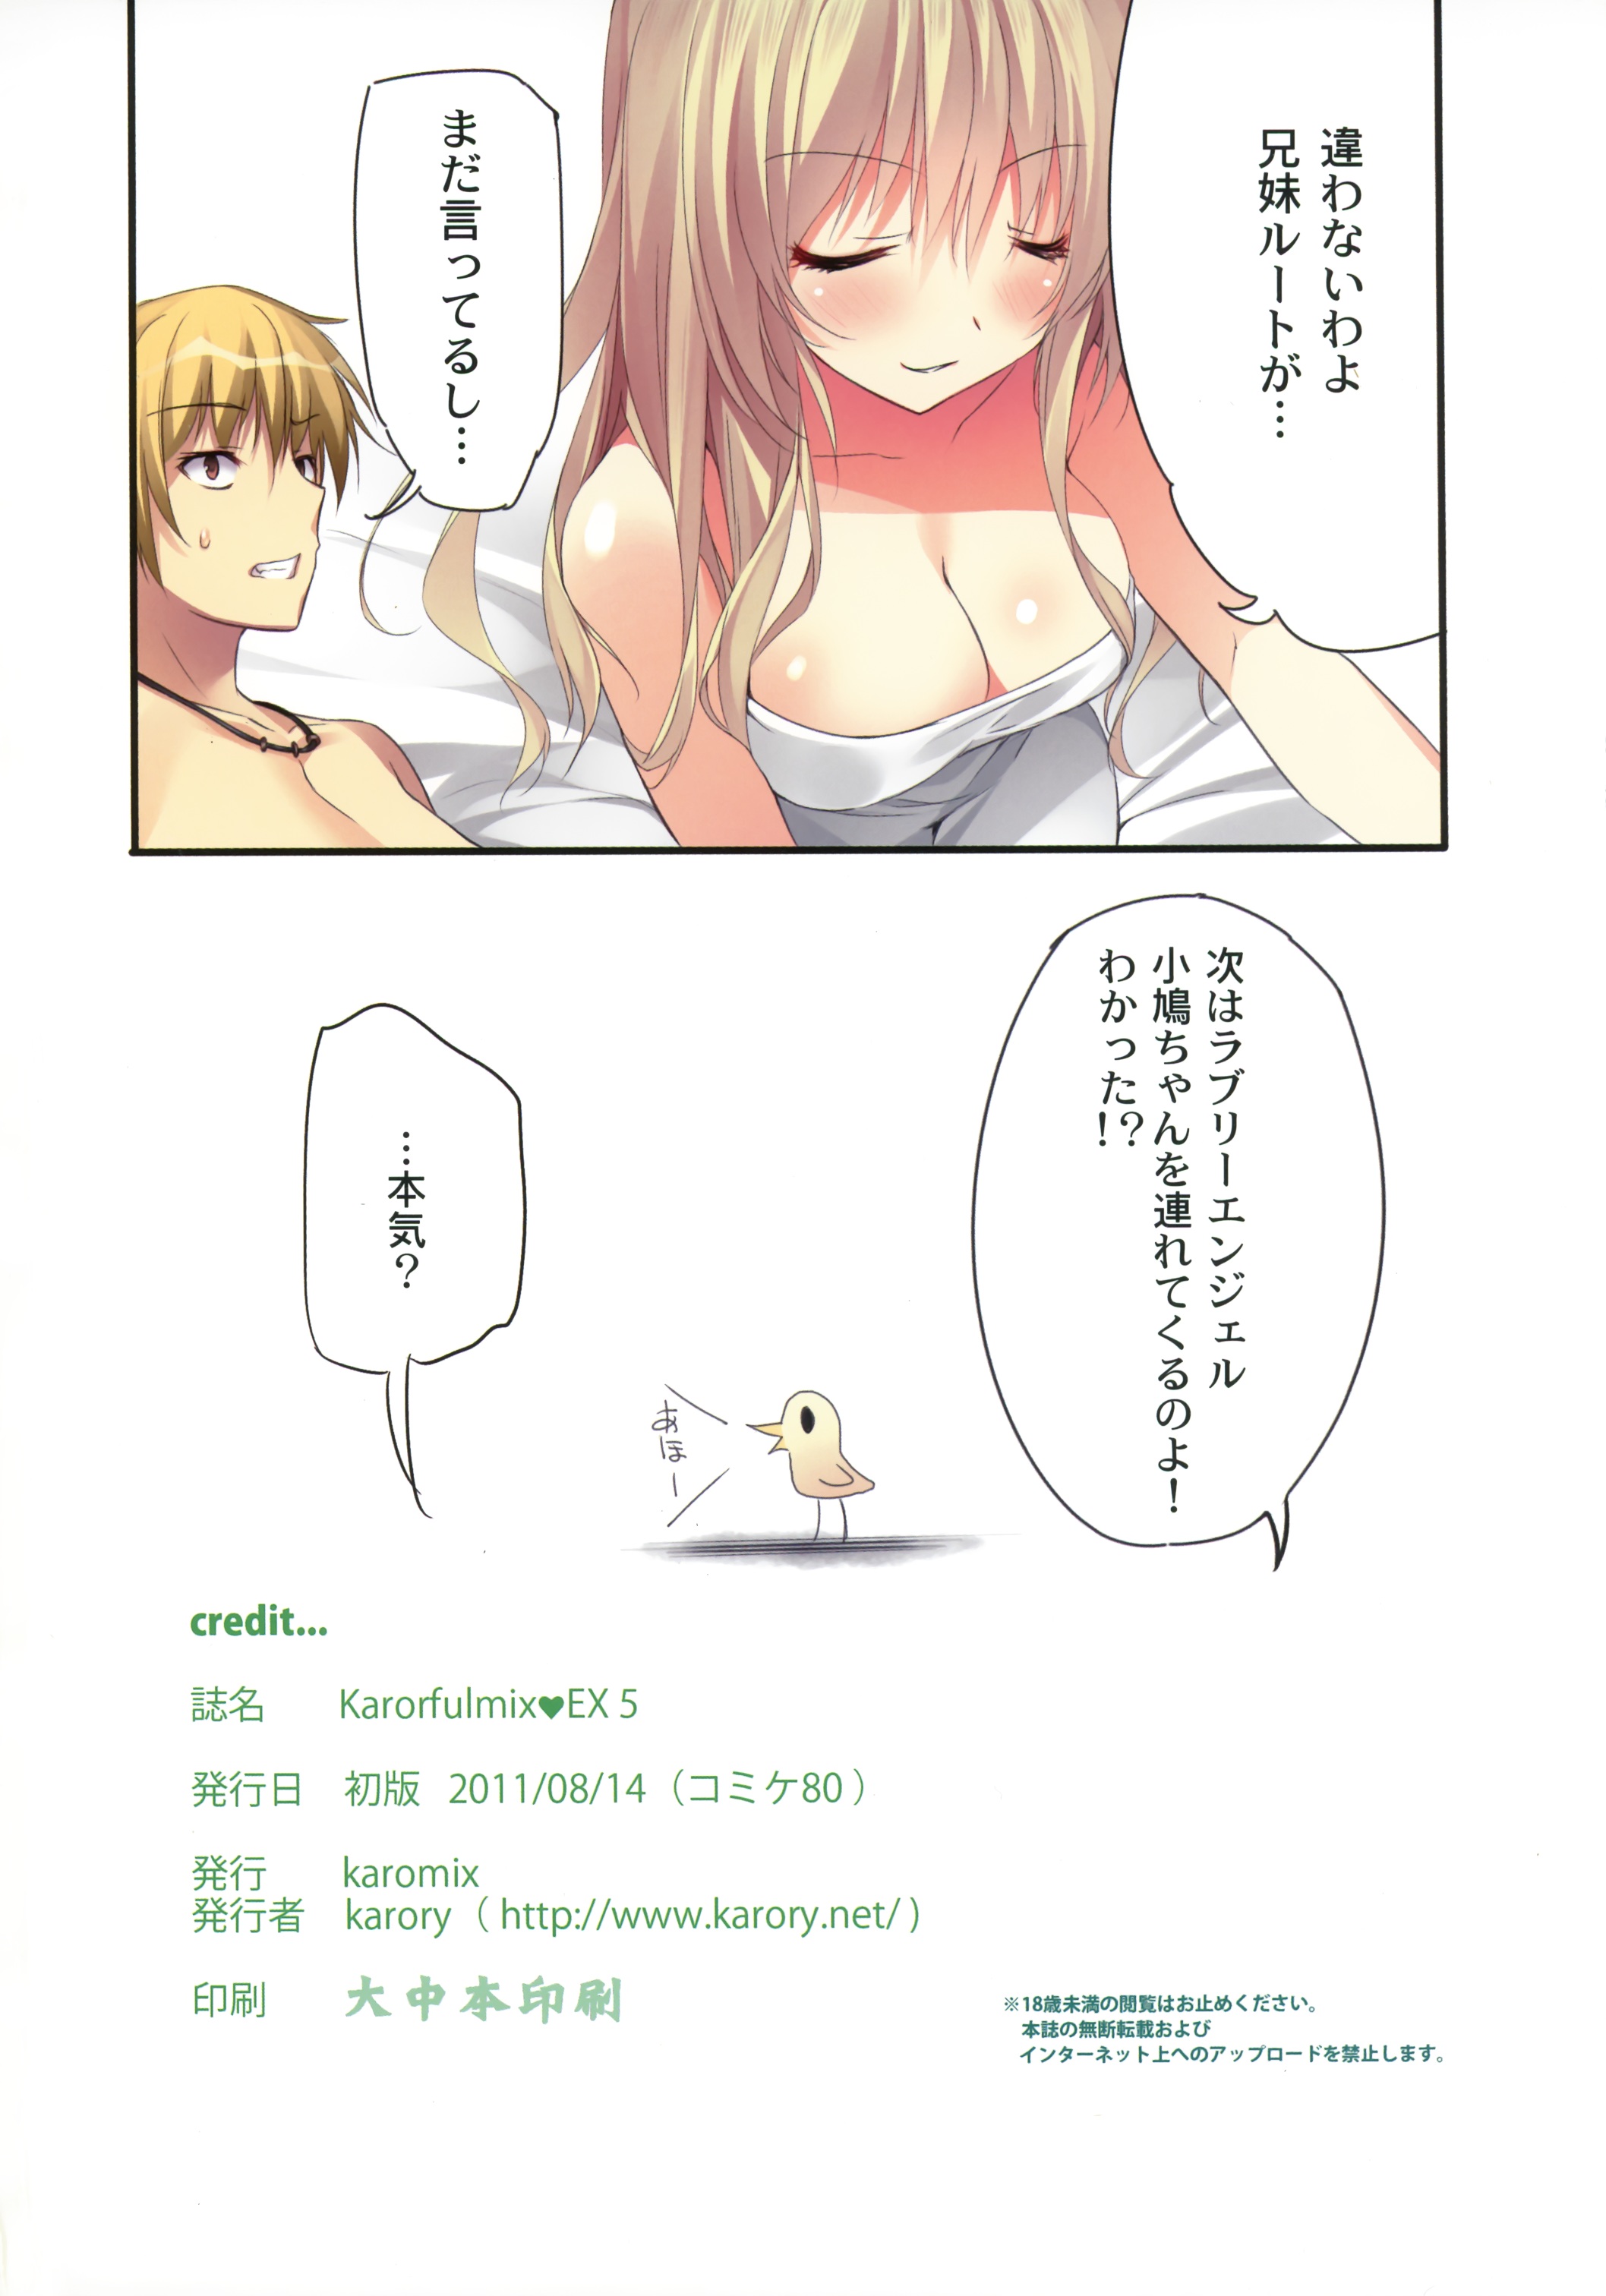 違わないわよ
兄妹ルートが…
まだ言ってるし…
次はラブリーエンジェル
小鳩ちゃんを連れてくるのよ！
わかった！？
…本気？
あほー
credit...
誌名 Karorfulmix♥EX 5
発行日 初版 2011/08/14（コミケ80）
発行 karomix
発行者 karory（ http://www.karory.net/ )
印刷 大中本印刷
※18歳未満の閲覧はお止めください。
本誌の無断転載および
インターネット上へのアップロードを禁止します。